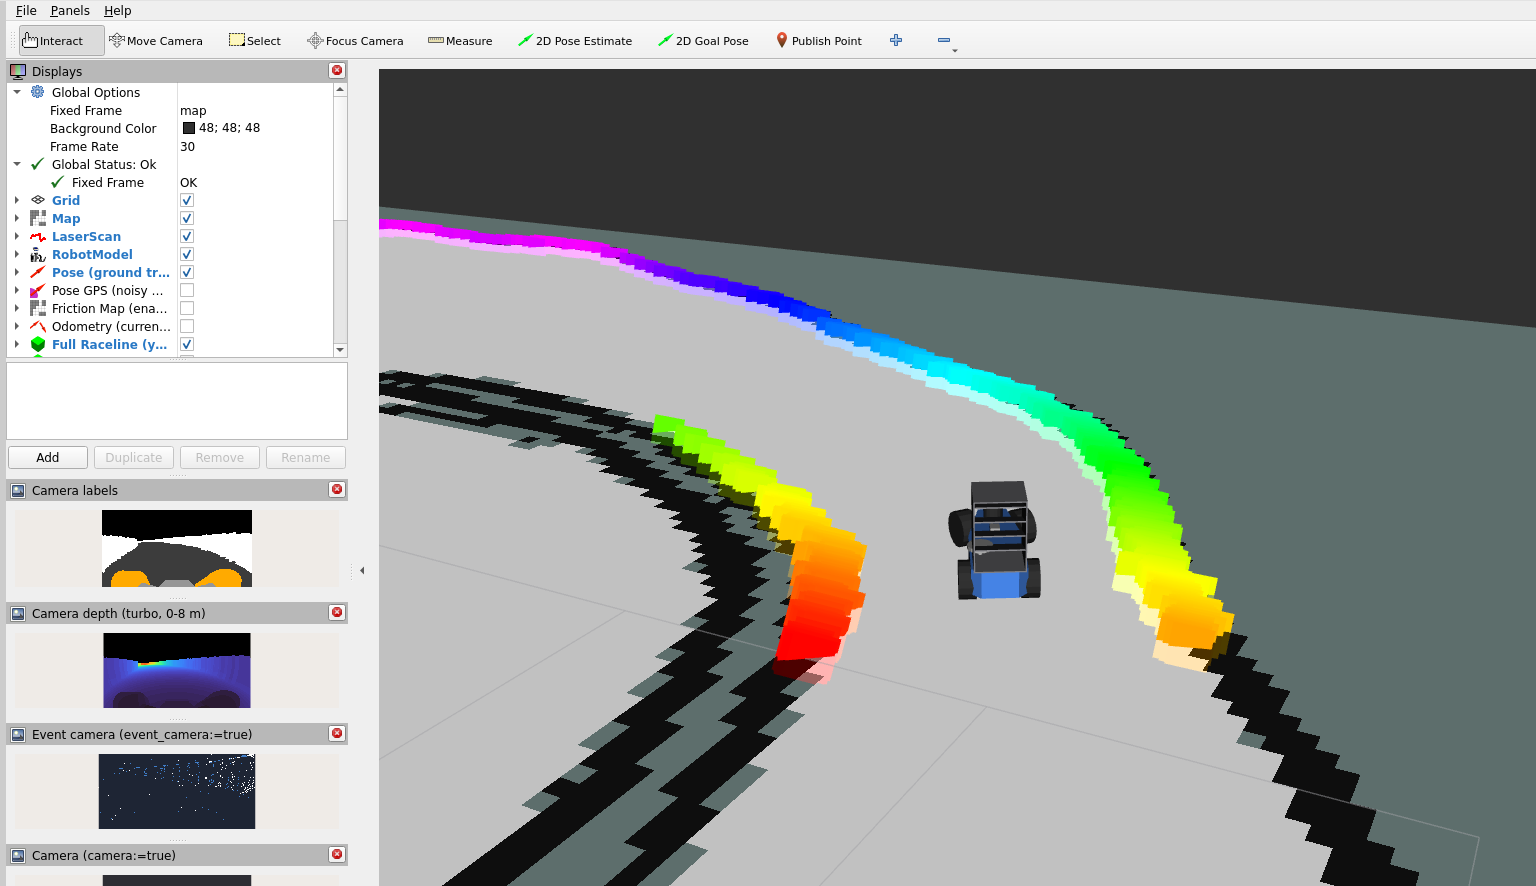 File Panels Help
Interact Move Camera Select Focus Camera Measure 2D Pose Estimate 2D Goal Pose Publish Point
Displays
Global Options
Fixed Frame map
Background Color 48; 48; 48
Frame Rate 30
Global Status: Ok
Fixed Frame OK
Grid
Map
LaserScan
RobotModel
Pose (ground tr...
Pose GPS (noisy ...
Friction Map (ena...
Odometry (curren...
Full Raceline (y...
Add Duplicate Remove Rename
Camera labels
Camera depth (turbo, 0-8 m)
Event camera (event_camera:=true)
Camera (camera:=true)